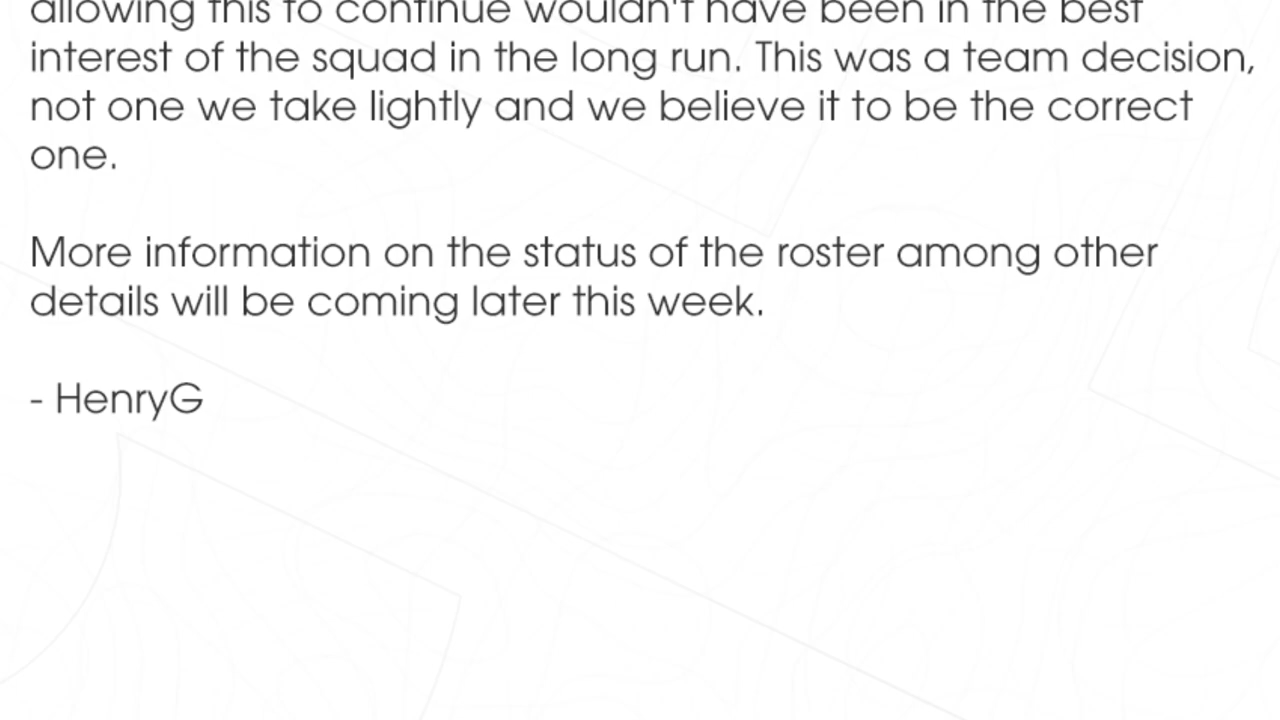 allowing this to continue wouldn't have been in the best
interest of the squad in the long run. This was a team decision,
not one we take lightly and we believe it to be the correct
one.
More information on the status of the roster among other
details will be coming later this week.
- HenryG